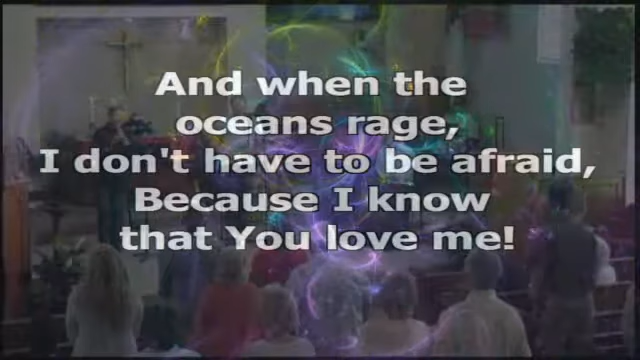 And when the
oceans rage,
I don't have to be afraid,
Because I know
that You love me!